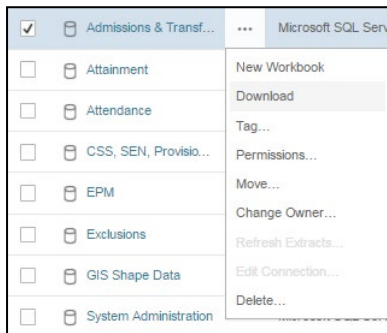 Admissions & Transf... ... Microsoft SQL Serv
Attainment
Attendance
CSS, SEN, Provisio...
EPM
Exclusions
GIS Shape Data
System Administration
New Workbook
Download
Tag...
Permissions...
Move...
Change Owner...
Refresh Extracts...
Edit Connection...
Delete...